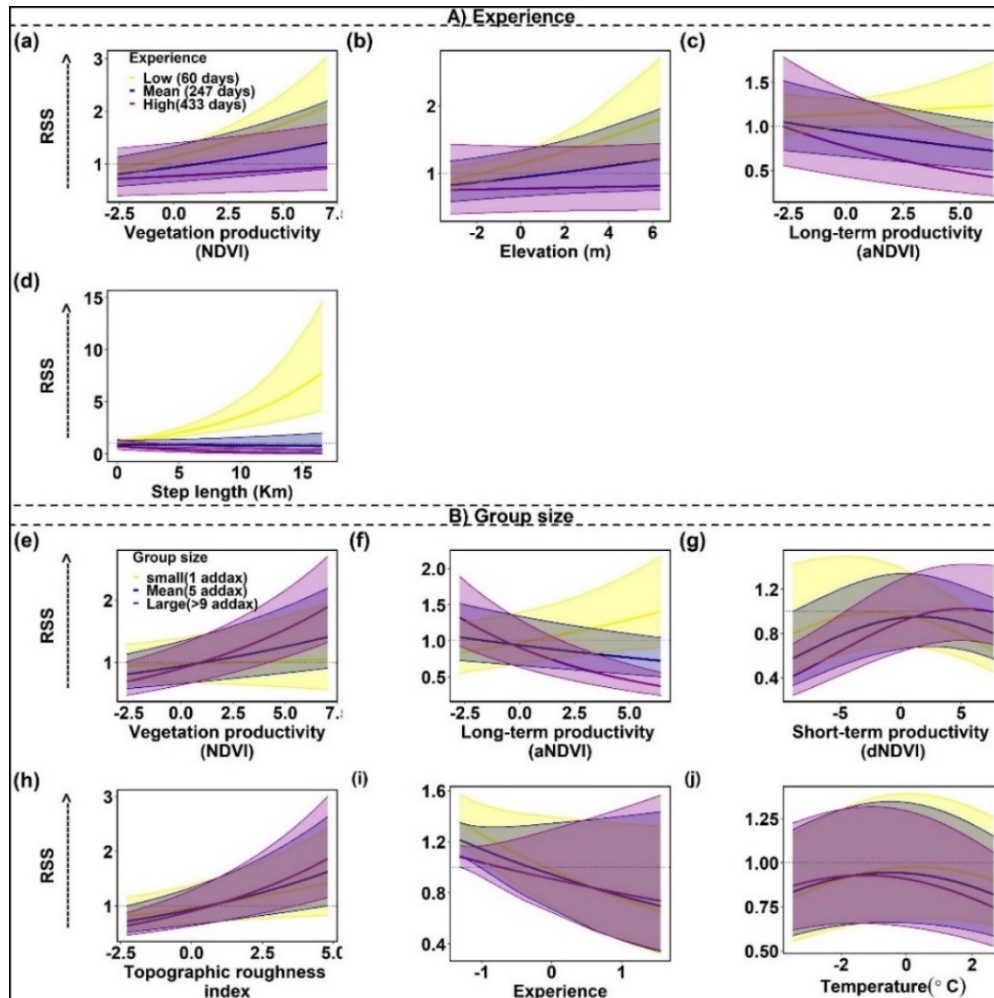 A) Experience
(a)
Experience
Low (60 days)
Mean (247 days)
High(433 days)
RSS
3
2
1
-2.5 0.0 2.5 5.0 7.
Vegetation productivity
(NDVI)
(b)
2
1
-2 0 2 4 6
Elevation (m)
(c)
1.5
1.0
0.5
-2.5 0.0 2.5 5.0
Long-term productivity
(aNDVI)
(d)
RSS
15
10
5
0
0 5 10 15
Step length (Km)
B) Group size
(e)
Group size
small(1 addax)
Mean(5 addax)
Large(>9 addax)
RSS
2
1
-2.5 0.0 2.5 5.0 7.
Vegetation productivity
(NDVI)
(f)
2.0
1.5
1.0
0.5
-2.5 0.0 2.5 5.0
Long-term productivity
(aNDVI)
(g)
1.2
0.8
0.4
-5 0 5
Short-term productivity
(dNDVI)
(h)
RSS
3
2
1
-2.5 0.0 2.5 5.0
Topographic roughness
index
(i)
1.6
1.2
0.8
0.4
-1 0 1
Experience
(j)
1.25
1.00
0.75
0.50
-2 0 2
Temperature(° C)